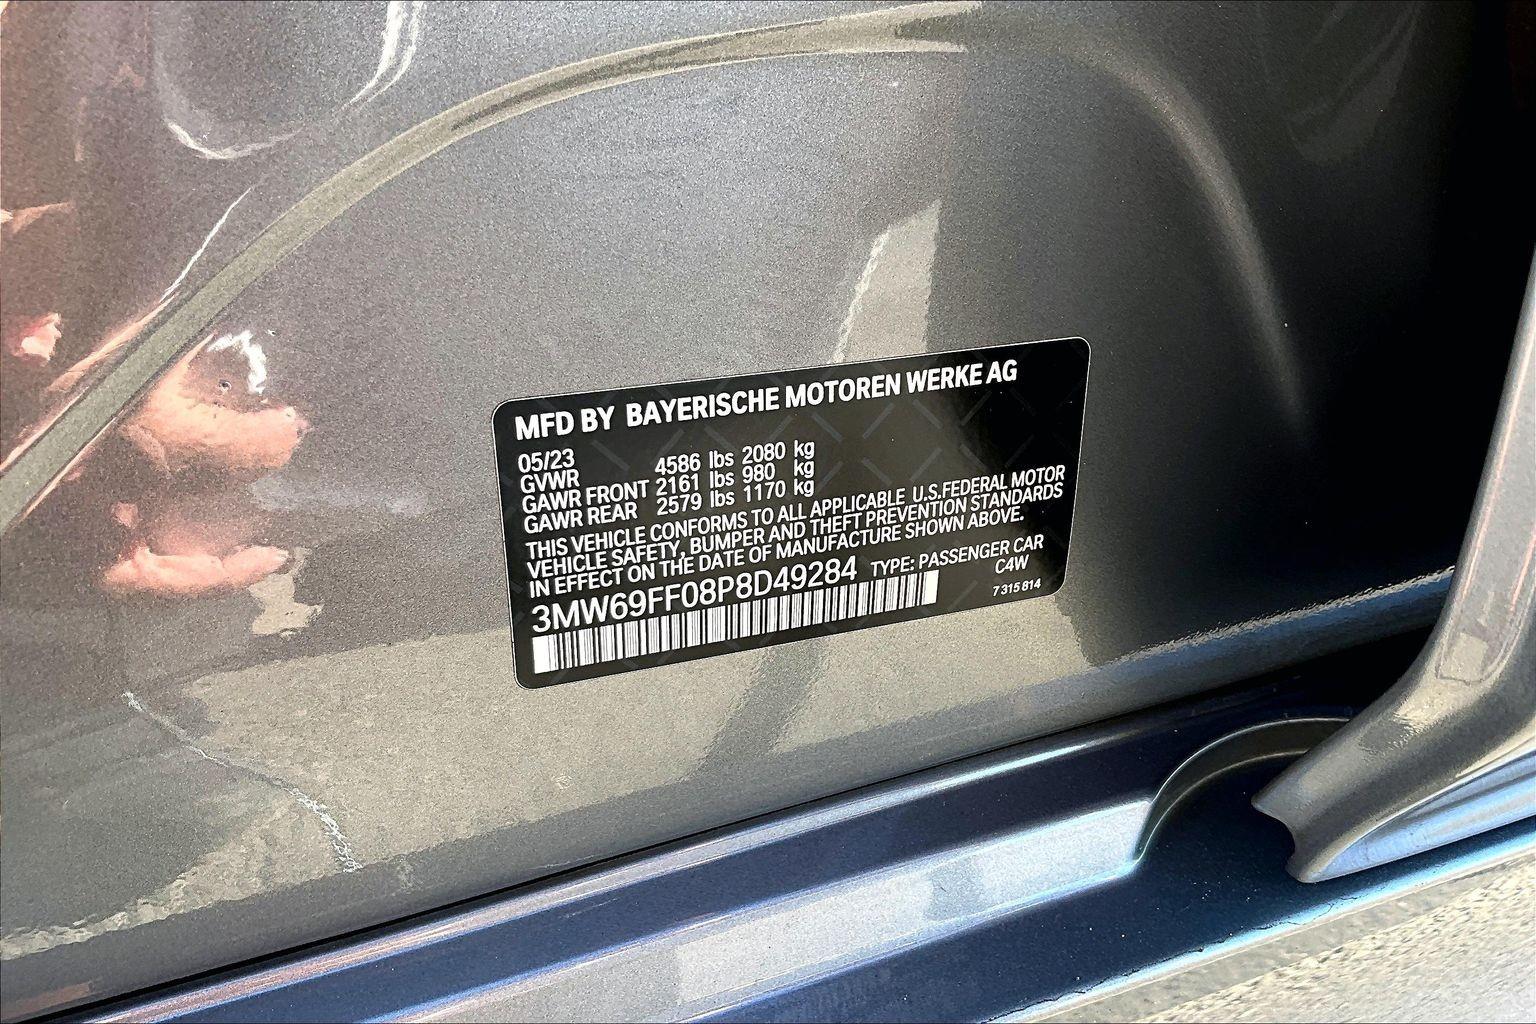 MFD BY BAYERISCHE MOTOREN WERKE AG
05/23
GVWR 4586 lbs 2080 kg
GAWR FRONT 2161 lbs 980 kg
GAWR REAR 2579 lbs 1170 kg
THIS VEHICLE CONFORMS TO ALL APPLICABLE U.S.FEDERAL MOTOR
VEHICLE SAFETY, BUMPER AND THEFT PREVENTION STANDARDS
IN EFFECT ON THE DATE OF MANUFACTURE SHOWN ABOVE.
3MW69FF08P8D49284 TYPE: PASSENGER CAR
C4W
7 315 814